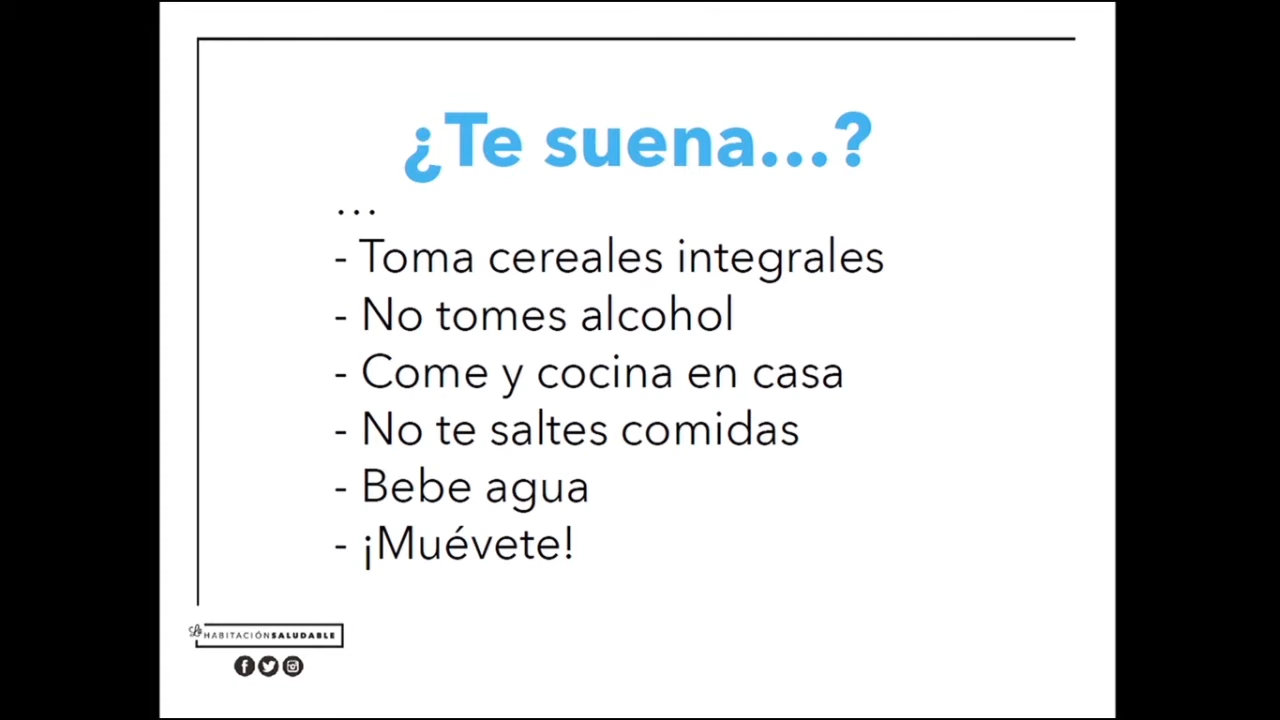 ¿Te suena...?
...
- Toma cereales integrales
- No tomes alcohol
- Come y cocina en casa
- No te saltes comidas
- Bebe agua
- ¡Muévete!
La HABITACIÓNSALUDABLE